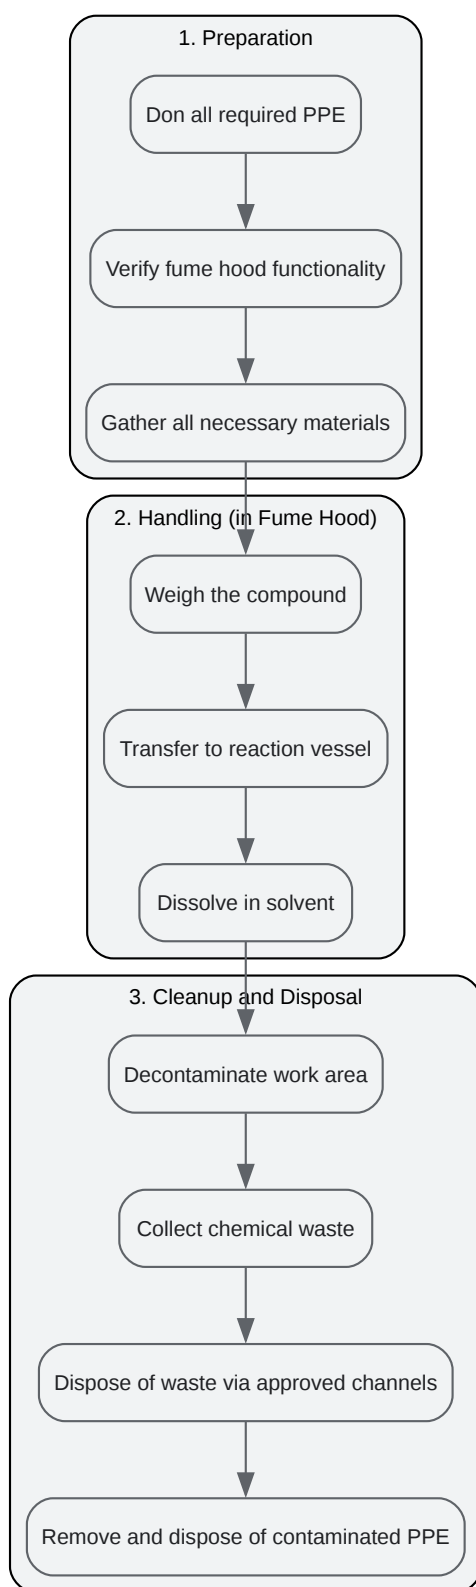 1. Preparation
Don all required PPE
Verify fume hood functionality
Gather all necessary materials
2. Handling (in Fume Hood)
Weigh the compound
Transfer to reaction vessel
Dissolve in solvent
3. Cleanup and Disposal
Decontaminate work area
Collect chemical waste
Dispose of waste via approved channels
Remove and dispose of contaminated PPE